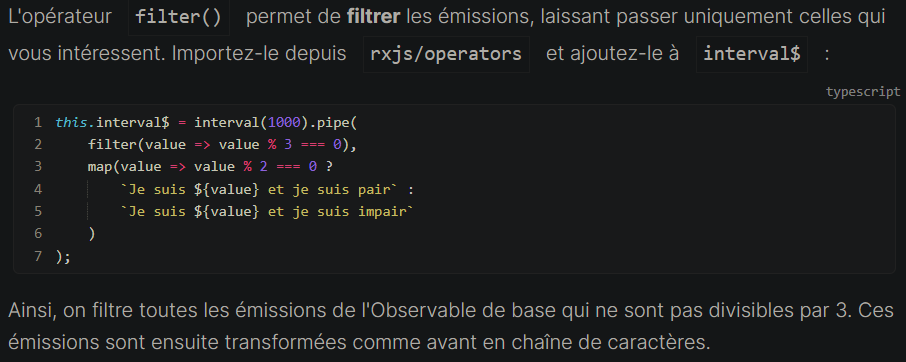 L'opérateur filter() permet de filtrer les émissions, laissant passer uniquement celles qui
vous intéressent. Importez-le depuis rxjs/operators et ajoutez-le à interval$ :
typescript
1 this.interval$ = interval(1000).pipe(
2     filter(value => value % 3 === 0),
3     map(value => value % 2 === 0 ?
4         `Je suis ${value} et je suis pair` :
5         `Je suis ${value} et je suis impair`
6     )
7 );
Ainsi, on filtre toutes les émissions de l'Observable de base qui ne sont pas divisibles par 3. Ces
émissions sont ensuite transformées comme avant en chaîne de caractères.